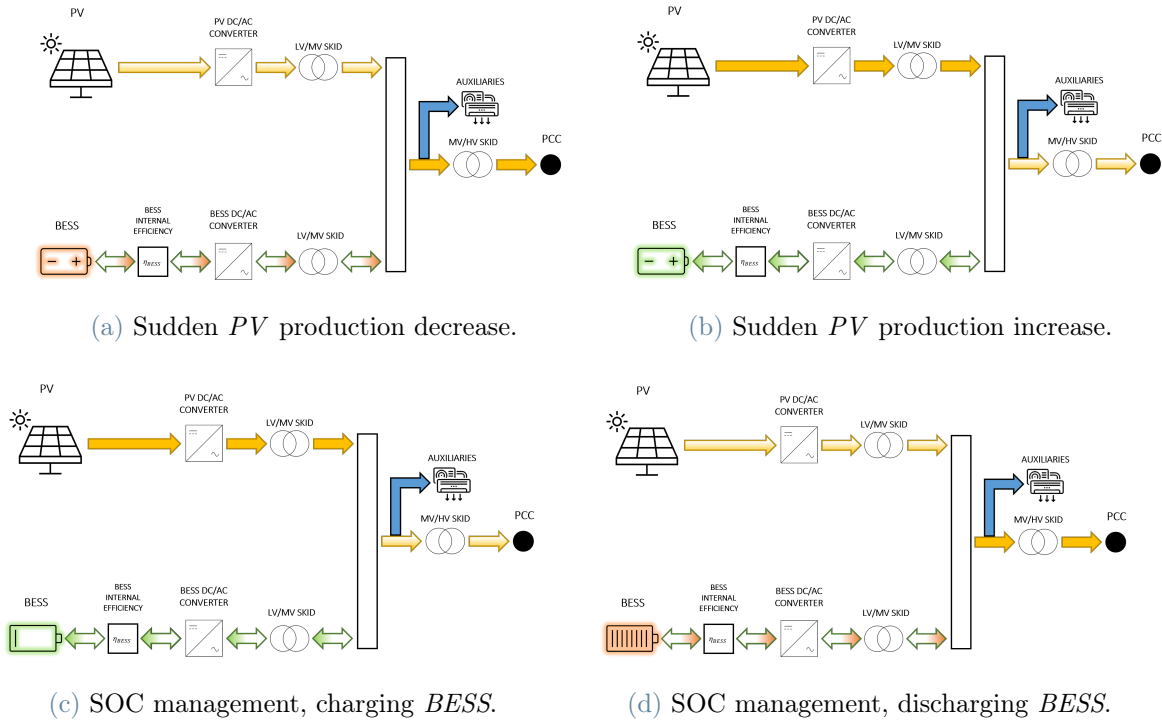 PV
PV DC/AC
CONVERTER
LV/MV SKID
AUXILIARIES
MV/HV SKID
PCC
BESS
BESS
INTERNAL
EFFICIENCY
BESS DC/AC
CONVERTER
LV/MV SKID
− +
ηBESS
(a) Sudden PV production decrease.
PV
PV DC/AC
CONVERTER
LV/MV SKID
AUXILIARIES
MV/HV SKID
PCC
BESS
BESS
INTERNAL
EFFICIENCY
BESS DC/AC
CONVERTER
LV/MV SKID
− +
ηBESS
(b) Sudden PV production increase.
PV
PV DC/AC
CONVERTER
LV/MV SKID
AUXILIARIES
MV/HV SKID
PCC
BESS
BESS
INTERNAL
EFFICIENCY
BESS DC/AC
CONVERTER
LV/MV SKID
ηBESS
(c) SOC management, charging BESS.
PV
PV DC/AC
CONVERTER
LV/MV SKID
AUXILIARIES
MV/HV SKID
PCC
BESS
BESS
INTERNAL
EFFICIENCY
BESS DC/AC
CONVERTER
LV/MV SKID
ηBESS
(d) SOC management, discharging BESS.